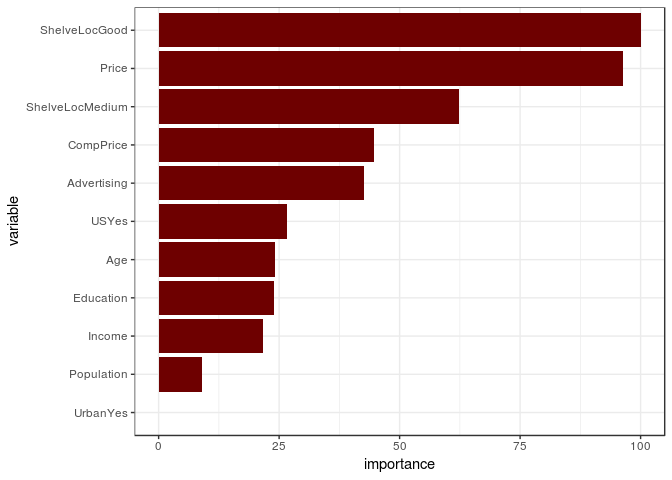 ShelveLocGood
Price
ShelveLocMedium
CompPrice
Advertising
USYes
Age
Education
Income
Population
UrbanYes
variable
0 25 50 75 100
importance